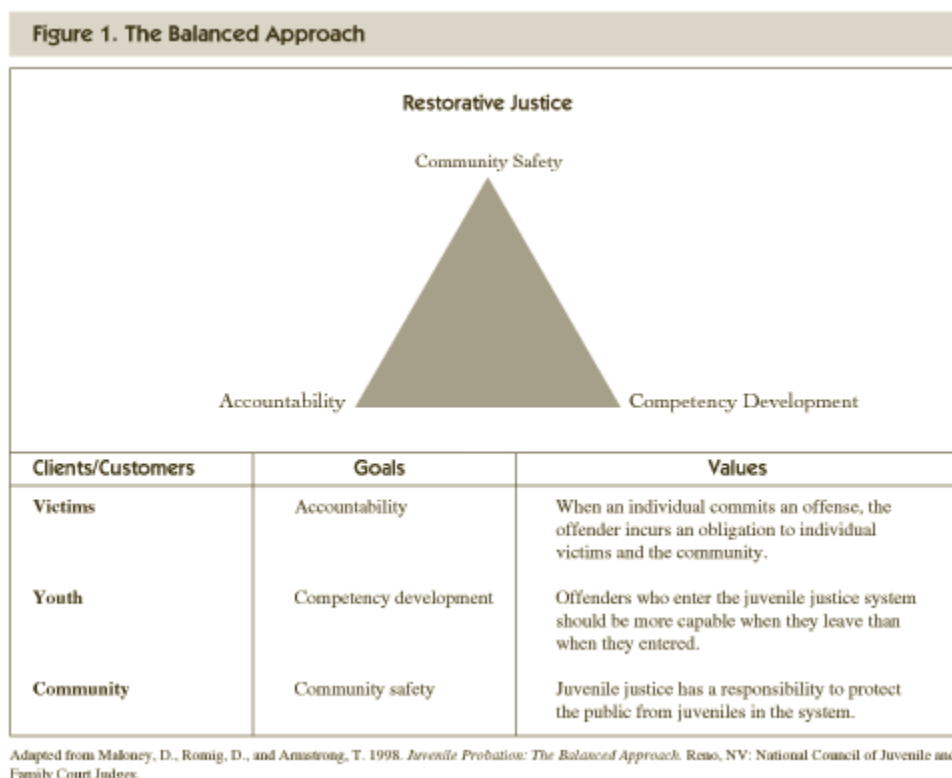 Figure 1. The Balanced Approach
Restorative Justice
Community Safety
Accountability
Competency Development
Clients/Customers Goals Values
Victims Accountability When an individual commits an offense, the
offender incurs an obligation to individual
victims and the community.
Youth Competency development Offenders who enter the juvenile justice system
should be more capable when they leave than
when they entered.
Community Community safety Juvenile justice has a responsibility to protect
the public from juveniles in the system.
Adapted from Maloney, D., Romig, D., and Armstrong, T. 1998. Juvenile Probation: The Balanced Approach. Reno, NV: National Council of Juvenile an
Family Court Judges.